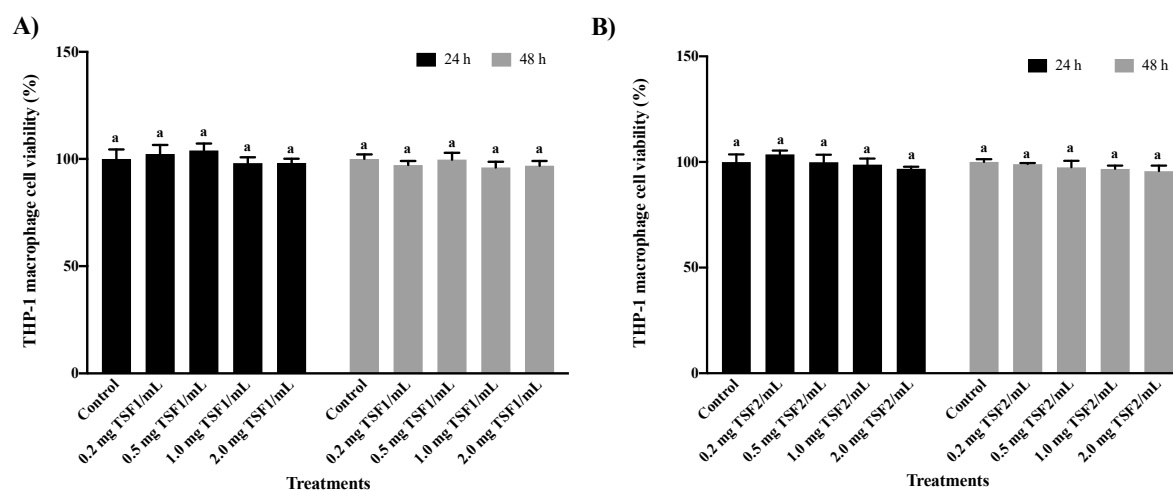 A)
THP-1 macrophage cell viability (%)
150
100
50
0
24 h
48 h
a a a a a a a a a a
Control
0.2 mg TSF1/mL
0.5 mg TSF1/mL
1.0 mg TSF1/mL
2.0 mg TSF1/mL
Control
0.2 mg TSF1/mL
0.5 mg TSF1/mL
1.0 mg TSF1/mL
2.0 mg TSF1/mL
Treatments
B)
THP-1 macrophage cell viability (%)
150
100
50
0
24 h
48 h
a a a a a a a a a a
Control
0.2 mg TSF2/mL
0.5 mg TSF2/mL
1.0 mg TSF2/mL
2.0 mg TSF2/mL
Control
0.2 mg TSF2/mL
0.5 mg TSF2/mL
1.0 mg TSF2/mL
2.0 mg TSF2/mL
Treatments